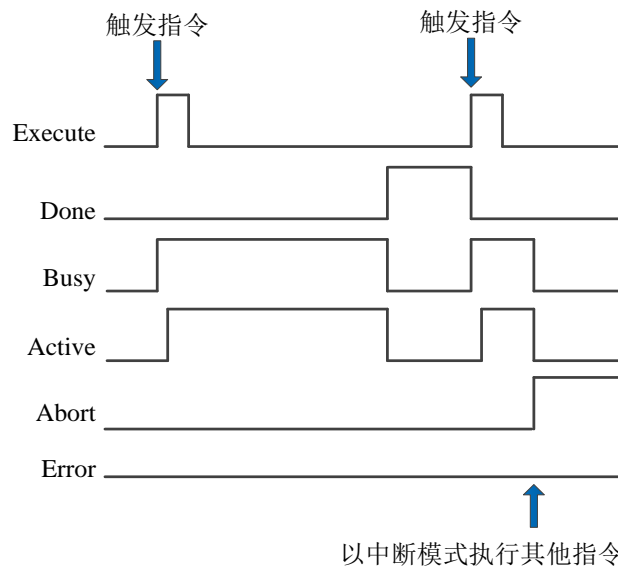 触发指令
触发指令
Execute
Done
Busy
Active
Abort
Error
以中断模式执行其他指令